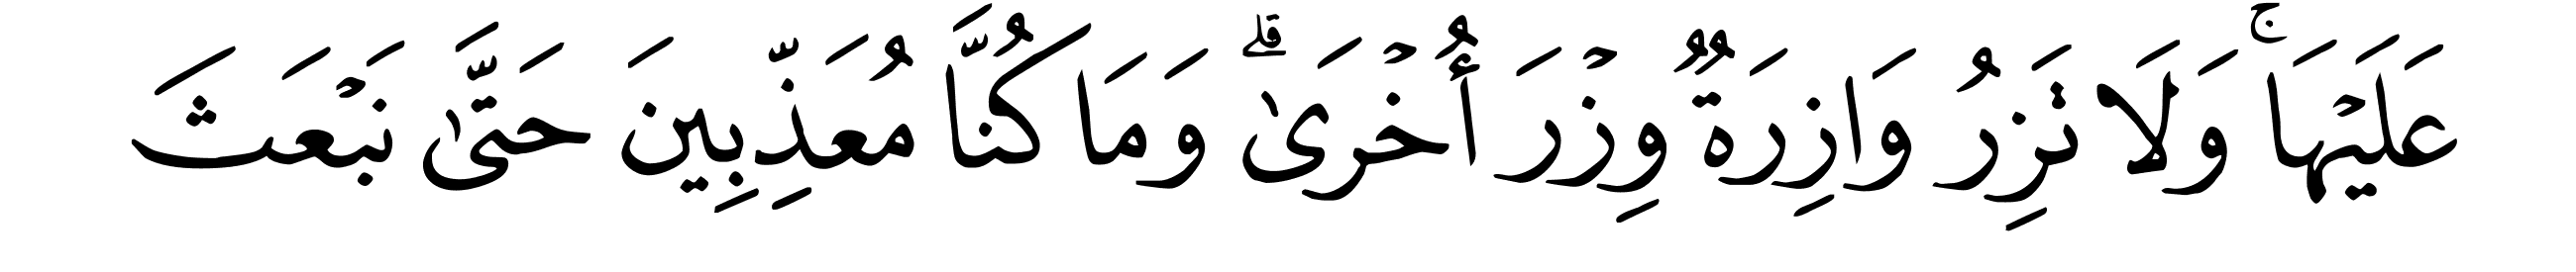 عَلَيْهَاۚ وَلَا تَزِرُ وَازِرَةٌ وِزْرَ أُخْرَىٰۗ وَمَا كُنَّا مُعَذِّبِينَ حَتَّىٰ نَبْعَثَ